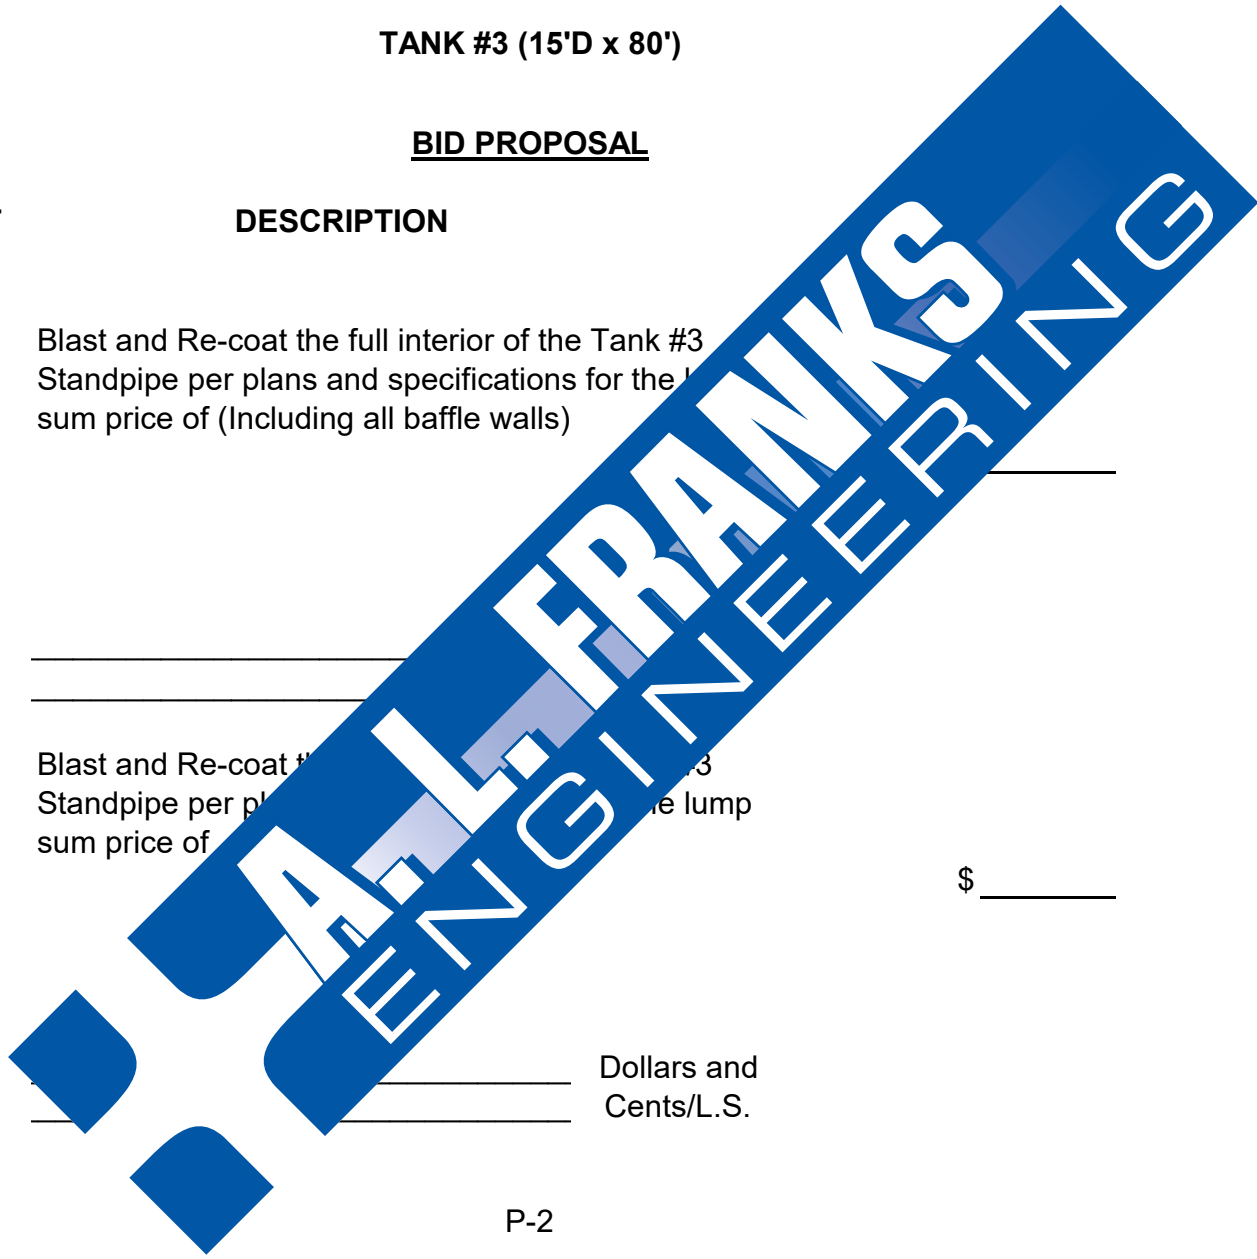 TANK #3 (15'D x 80')
BID PROPOSAL
DESCRIPTION
Blast and Re-coat the full interior of the Tank #3
Standpipe per plans and specifications for the
sum price of (Including all baffle walls)
Blast and Re-coat #3
Standpipe per lump
sum price of
$
Dollars and
Cents/L.S.
A.L. FRANKS
ENGINEERING
P-2